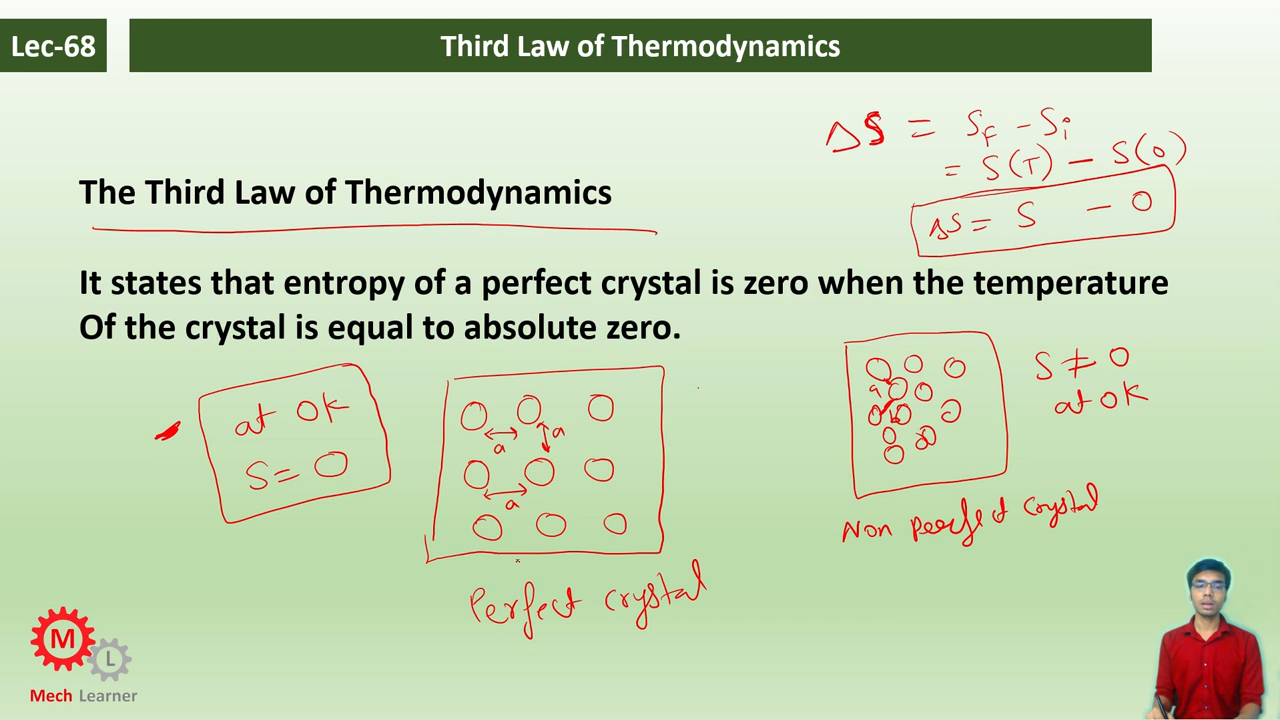 Lec-68
Third Law of Thermodynamics
ΔS = Sf - Si
= S(T) - S(0)
ΔS = S - 0
The Third Law of Thermodynamics
It states that entropy of a perfect crystal is zero when the temperature
Of the crystal is equal to absolute zero.
at 0K
S = 0
a
a
a
Perfect crystal
a
S ≠ 0
at 0K
Non perfect crystal
M
L
Mech Learner